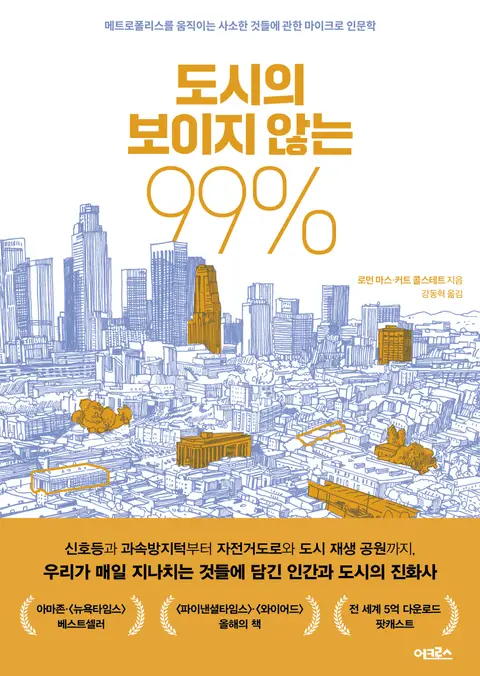 메트로폴리스를 움직이는 사소한 것들에 관한 마이크로 인문학
도시의
보이지 않는
99%
로먼 마스·커트 콜스테트 지음
강동혁 옮김
신호등과 과속방지턱부터 자전거도로와 도시 재생 공원까지,
우리가 매일 지나치는 것들에 담긴 인간과 도시의 진화사
아마존·<뉴욕타임스>
베스트셀러
<파이낸셜타임스>·<와이어드>
올해의 책
전 세계 5억 다운로드
팟캐스트
어크로스